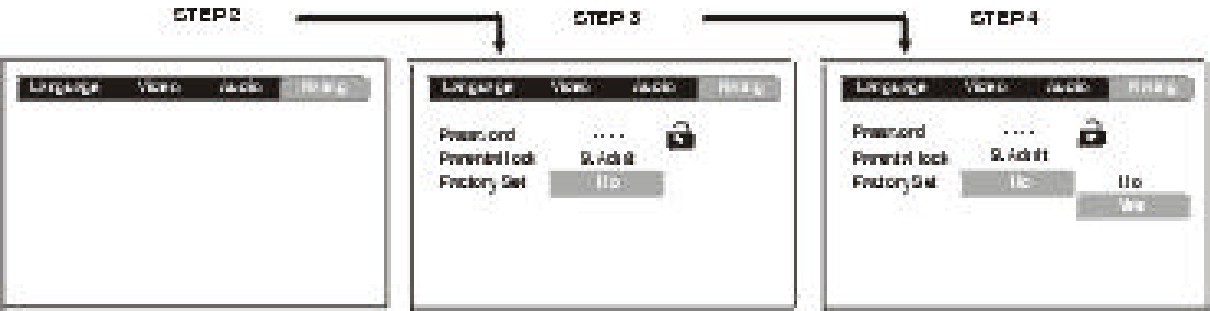 STEP 2 STEP 3 STEP 4
Language Video Audio Rating
Language Video Audio Rating
Language Video Audio Rating
Password ....
Parental lock 8. Adult
Factory Set No
Password ....
Parental lock 8. Adult
Factory Set No No
Yes